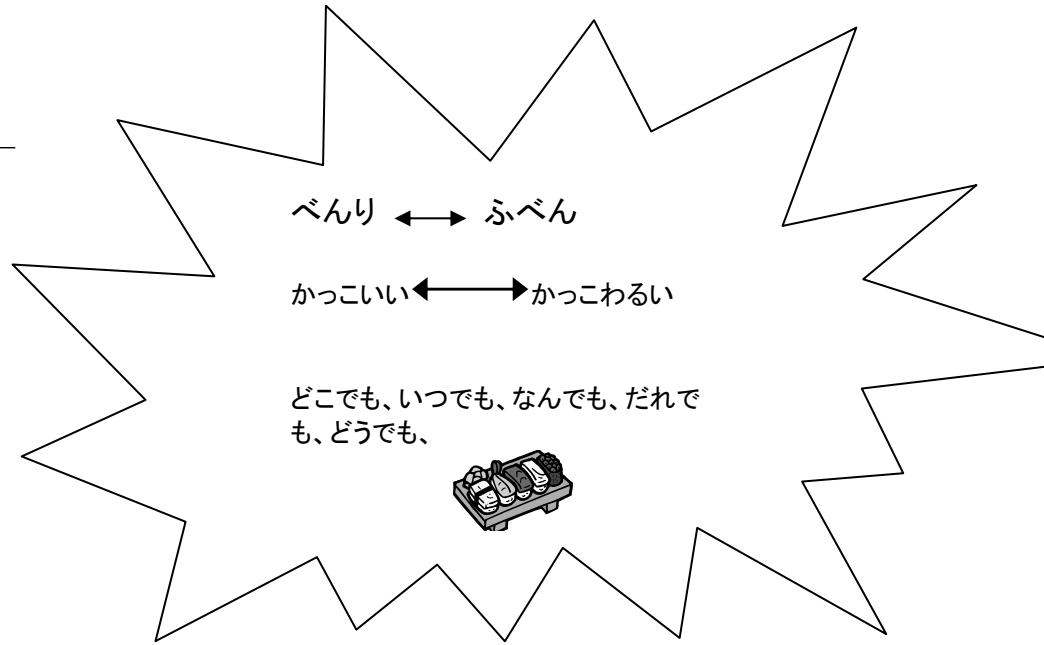 べんり ↔ ふべん
かっこいい ↔ かっこわるい
どこでも、いつでも、なんでも、だれで
も、どうでも、